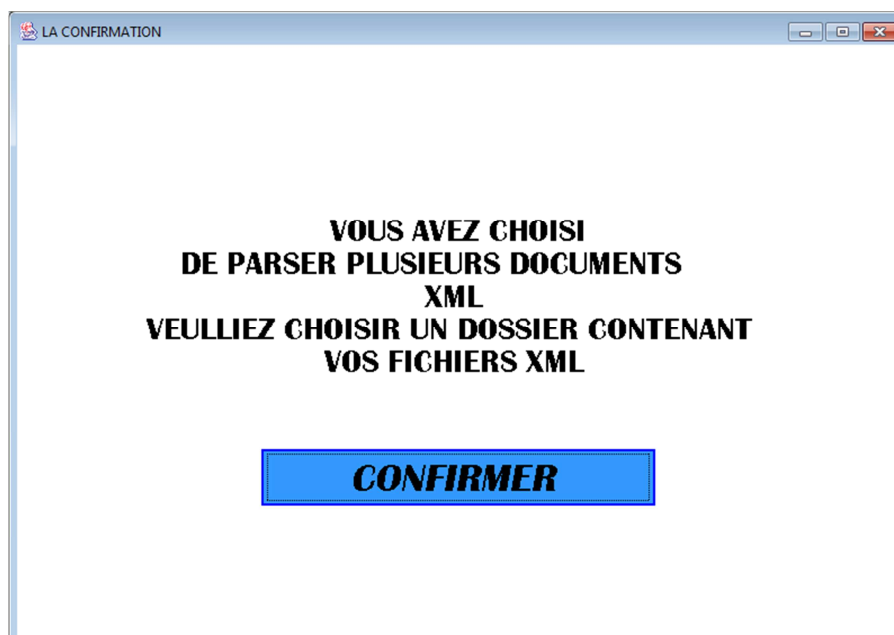 LA CONFIRMATION
VOUS AVEZ CHOISI
DE PARSER PLUSIEURS DOCUMENTS
XML
VEULLIEZ CHOISIR UN DOSSIER CONTENANT
VOS FICHIERS XML
CONFIRMER